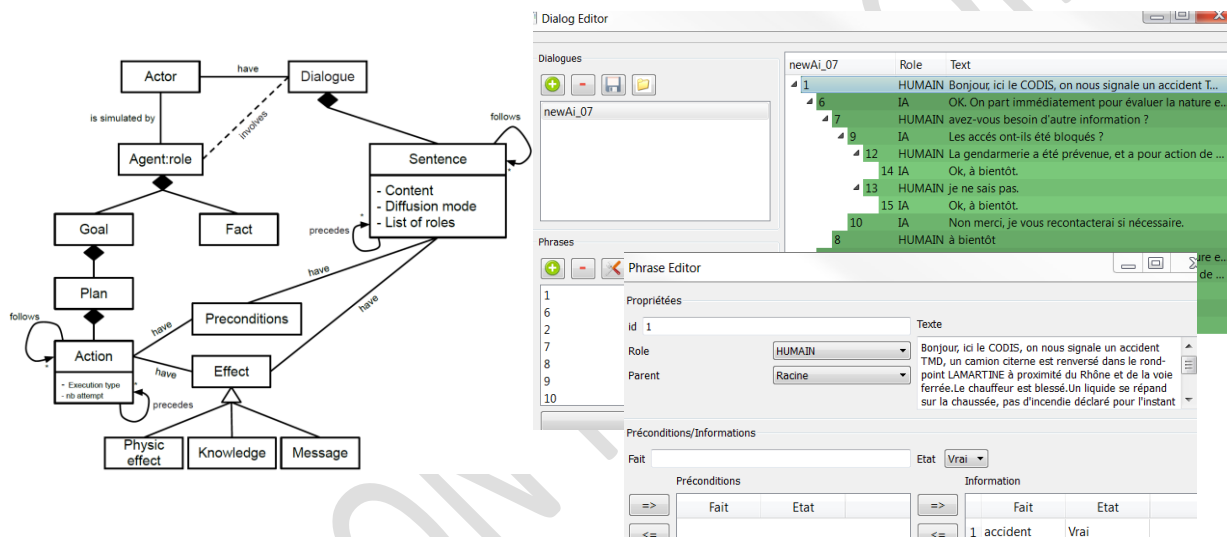 Actor
have
Dialogue
is simulated by
involves
follows
Agent:role
Sentence
- Content
- Diffusion mode
- List of roles
*
Goal
Fact
precedes
*
have
Plan
have
follows
Preconditions
have
Action
- Execution type
- nb attempt
*
*
have
Effect
precedes
Physic effect
Knowledge
Message
Dialog Editor
Dialogues
newAi_07
newAi_07 Role Text
1 HUMAIN Bonjour, ici le CODIS, on nous signale un accident T...
6 IA OK. On part immédiatement pour évaluer la nature e...
7 HUMAIN avez-vous besoin d'autre information ?
9 IA Les accés ont-ils été bloqués ?
12 HUMAIN La gendarmerie a été prévenue, et a pour action de ...
14 IA Ok, à bientôt.
13 HUMAIN je ne sais pas.
15 IA Ok, à bientôt.
10 IA Non merci, je vous recontacterai si nécessaire.
8 HUMAIN à bientôt
ure e...
de ...
Phrases
1
6
2
7
8
9
10
Phrase Editor
Propriétées
id 1
Texte
Role HUMAIN
Parent Racine
Bonjour, ici le CODIS, on nous signale un accident
TMD, un camion citerne est renversé dans le rond-
point LAMARTINE à proximité du Rhône et de la voie
ferrée.Le chauffeur est blessé.Un liquide se répand
sur la chaussée, pas d'incendie déclaré pour l'instant
Préconditions/Informations
Fait
Etat Vrai
Préconditions
Information
=> Fait Etat
=> Fait Etat
<=
<= 1 accident Vrai